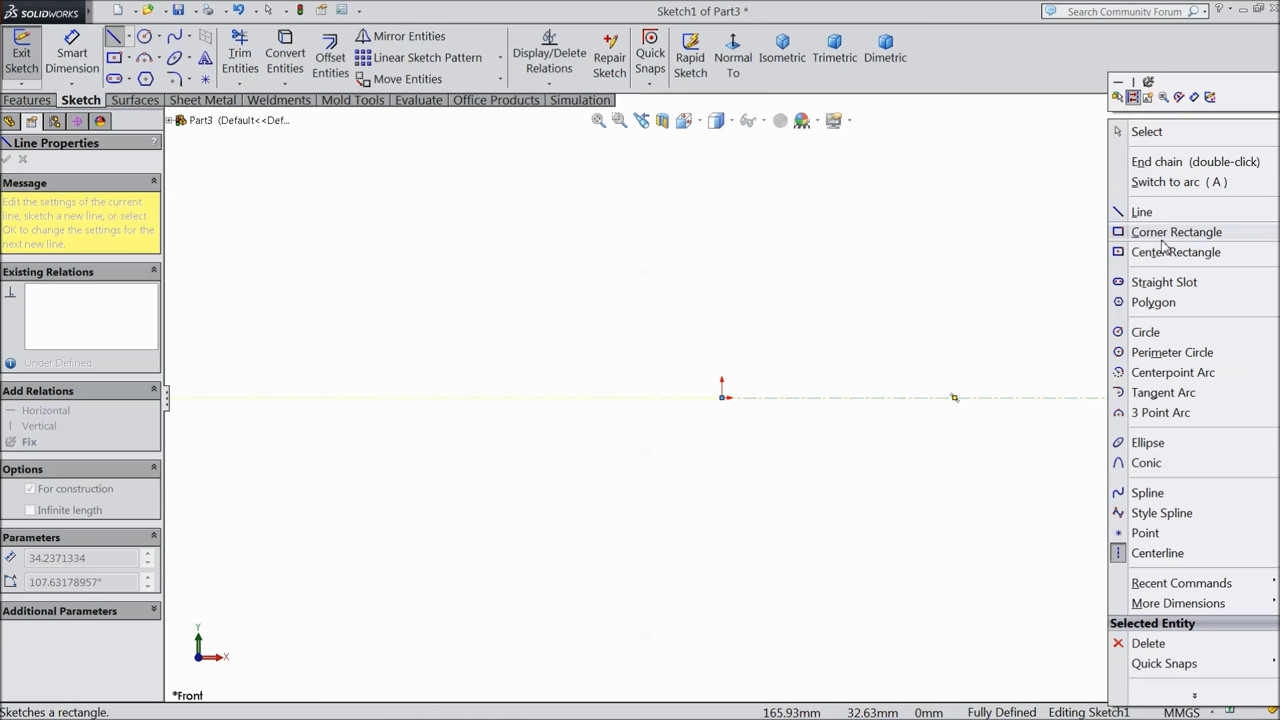 SOLIDWORKS
Sketch1 of Part3 *
Search Community Forum
Exit Sketch
Smart Dimension
Trim Entities
Convert Entities
Offset Entities
Mirror Entities
Linear Sketch Pattern
Move Entities
Display/Delete Relations
Repair Sketch
Quick Snaps
Rapid Sketch
Normal To
Isometric
Trimetric
Dimetric
Features
Sketch
Surfaces
Sheet Metal
Weldments
Mold Tools
Evaluate
Office Products
Simulation
Part3 (Default<<Def...
Line Properties
?
Message
Edit the settings of the current
line, sketch a new line, or select
OK to change the settings for the
next new line.
Existing Relations
Under Defined
Add Relations
Horizontal
Vertical
Fix
Options
For construction
Infinite length
Parameters
34.2371334
107.63178957°
Additional Parameters
Y
X
*Front
Select
End chain (double-click)
Switch to arc ( A )
Line
Corner Rectangle
Center Rectangle
Straight Slot
Polygon
Circle
Perimeter Circle
Centerpoint Arc
Tangent Arc
3 Point Arc
Ellipse
Conic
Spline
Style Spline
Point
Centerline
Recent Commands
More Dimensions
Selected Entity
Delete
Quick Snaps
Sketches a rectangle.
165.93mm
32.63mm
0mm
Fully Defined
Editing Sketch1
MMGS